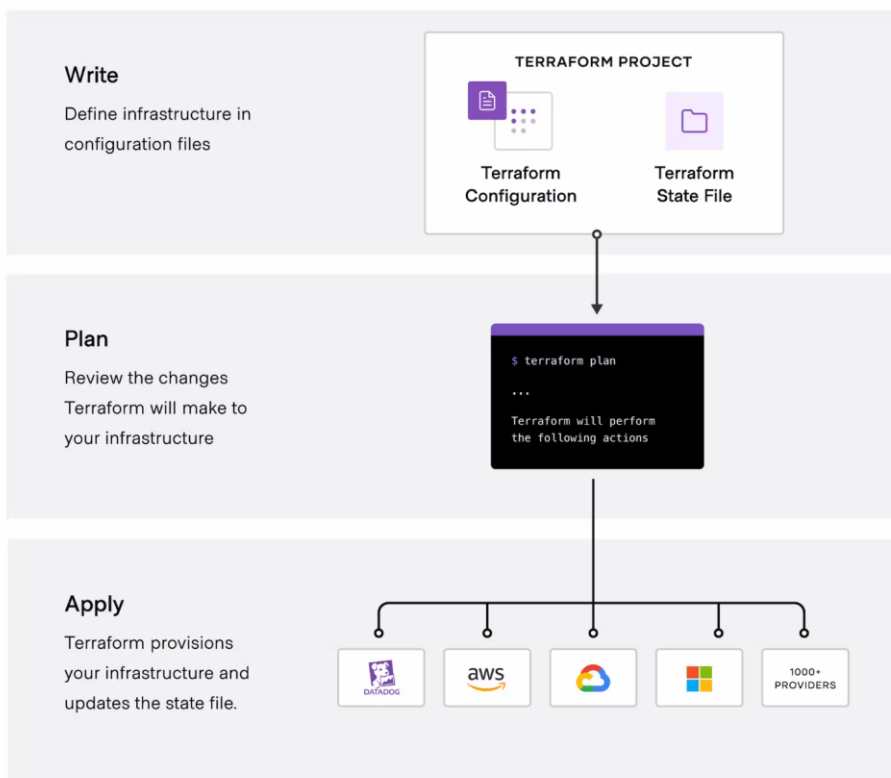 Write
Define infrastructure in
configuration files
TERRAFORM PROJECT
Terraform
Configuration
Terraform
State File
Plan
Review the changes
Terraform will make to
your infrastructure
$ terraform plan
...
Terraform will perform
the following actions
Apply
Terraform provisions
your infrastructure and
updates the state file.
DATADOG
aws
1000+
PROVIDERS